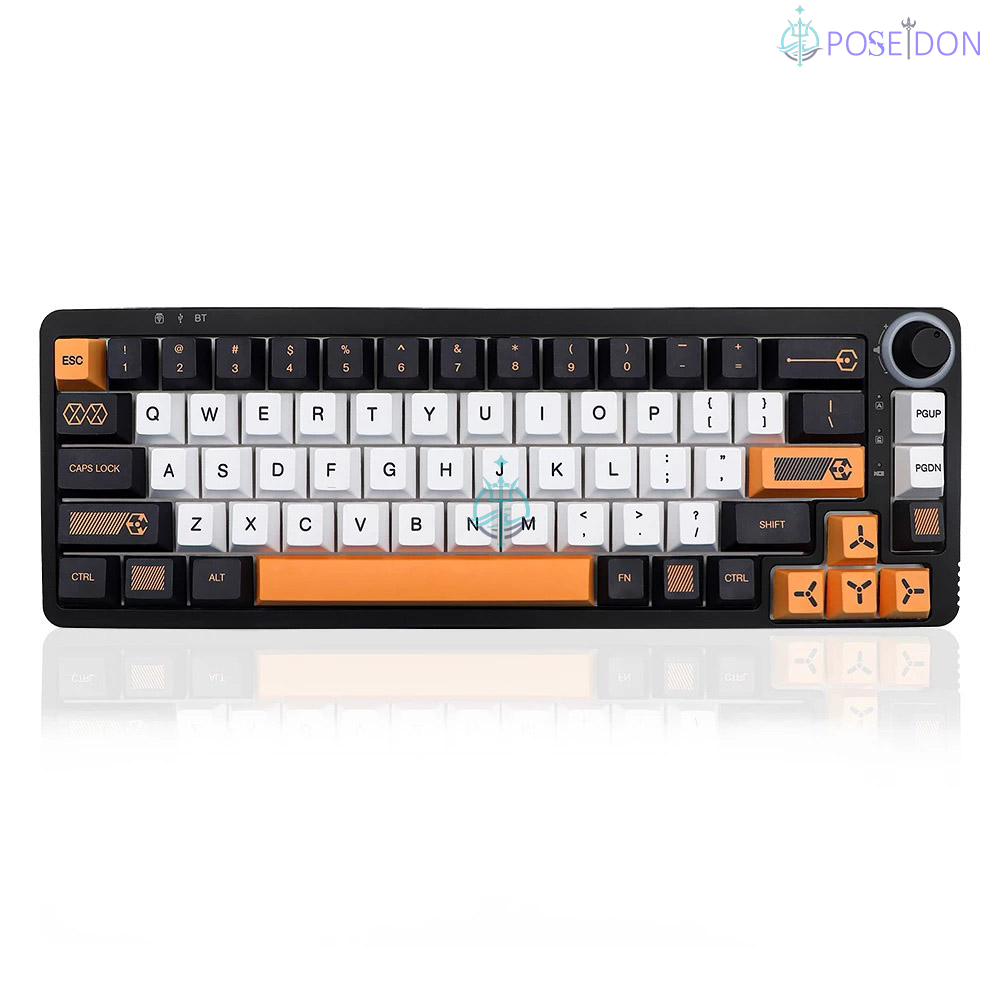 POSEIDON
BT
ESC ! 1 @ 2 # 3 $ 4 % 5 ^ 6 & 7 * 8 ( 9 ) 0 — - + =
Q W E R T Y U I O P { [ } ] | \ PGUP
CAPS LOCK A S D F G H J K L : ; " ' PGDN
Z X C V B N M < , > . ? / SHIFT
CTRL ALT FN CTRL